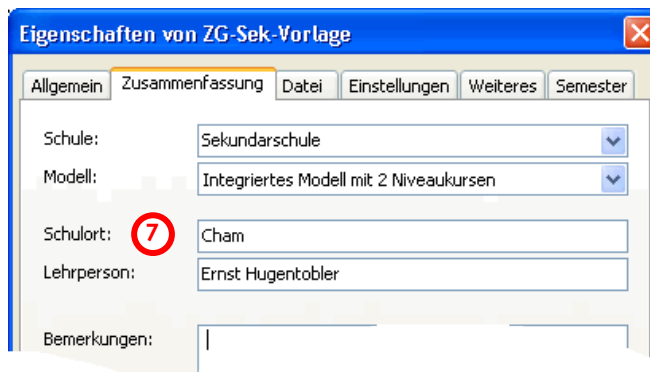 Eigenschaften von ZG-Sek-Vorlage
Allgemein Zusammenfassung Datei Einstellungen Weiteres Semester
Schule: Sekundarschule
Modell: Integriertes Modell mit 2 Niveaukursen
Schulort: 7 Cham
Lehrperson: Ernst Hugentobler
Bemerkungen: